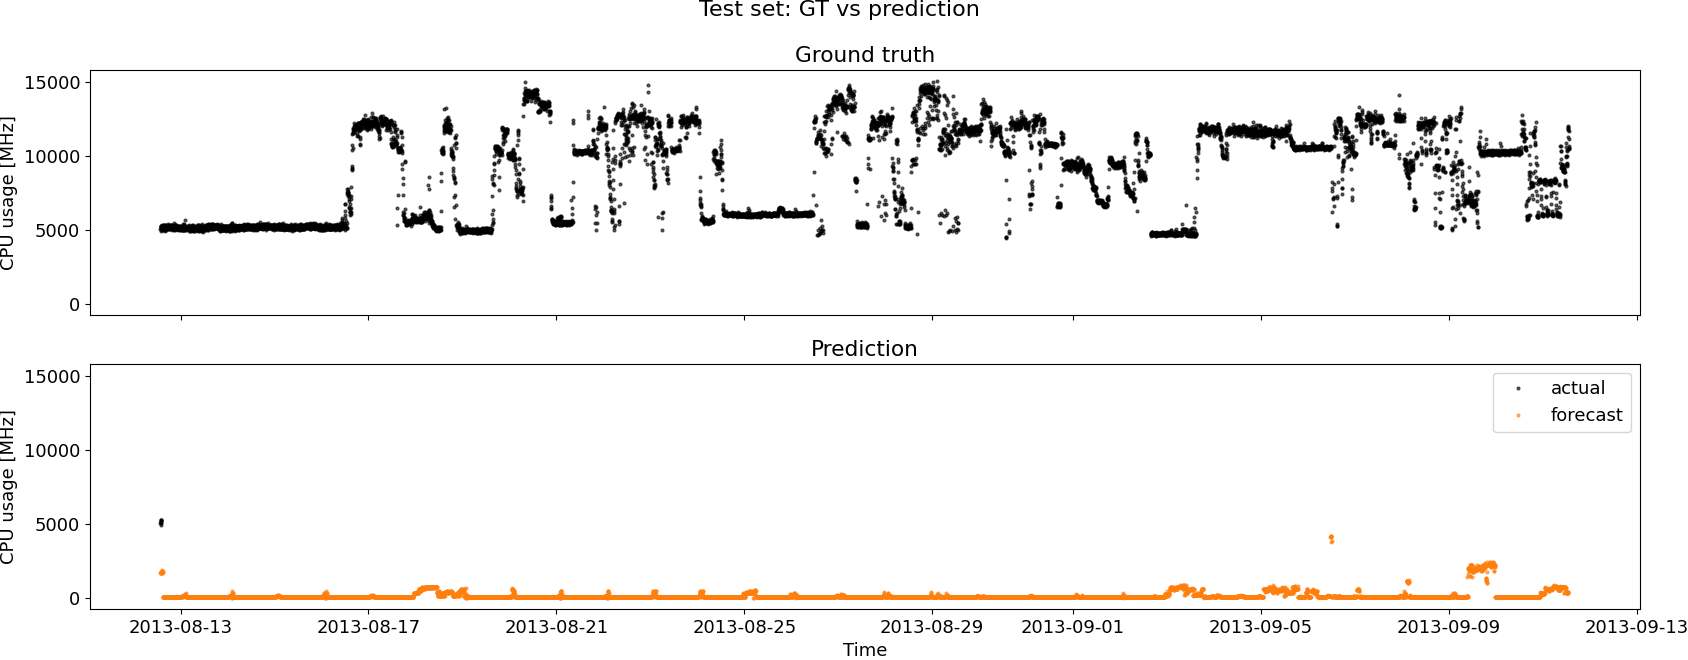 Test set: GT vs prediction
Ground truth
CPU usage [MHz]
15000
10000
5000
0
Prediction
CPU usage [MHz]
15000
10000
5000
0
actual
forecast
2013-08-13 2013-08-17 2013-08-21 2013-08-25 2013-08-29 2013-09-01 2013-09-05 2013-09-09 2013-09-13
Time